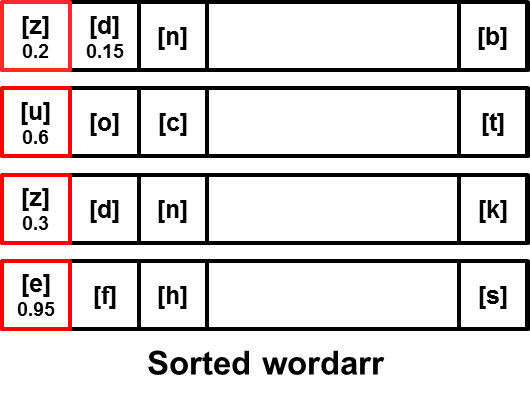 [z] [d] [n] [b]
0.2 0.15
[u] [o] [c] [t]
0.6
[z] [d] [n] [k]
0.3
[e] [f] [h] [s]
0.95
Sorted wordarr